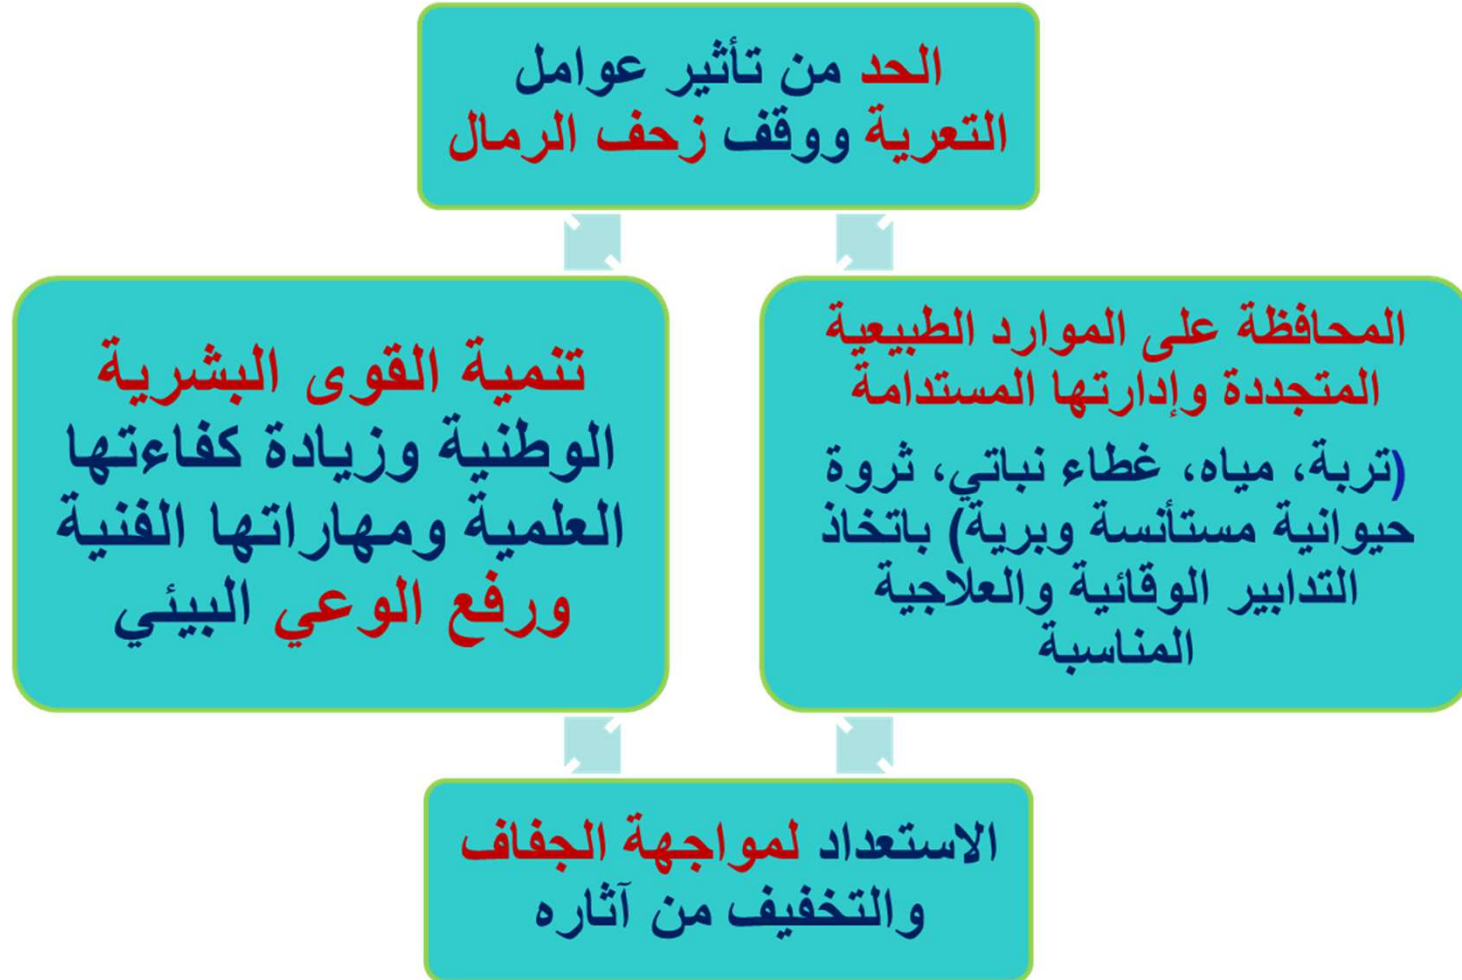 الحد من تأثير عوامل
التعرية ووقف زحف الرمال
المحافظة على الموارد الطبيعية
المتجددة وإدارتها المستدامة
(تربة، مياه، غطاء نباتي، ثروة
حيوانية مستأنسة وبرية) باتخاذ
التدابير الوقائية والعلاجية
المناسبة
تنمية القوى البشرية
الوطنية وزيادة كفاءتها
العلمية ومهاراتها الفنية
ورفع الوعي البيئي
الاستعداد لمواجهة الجفاف
والتخفيف من آثاره